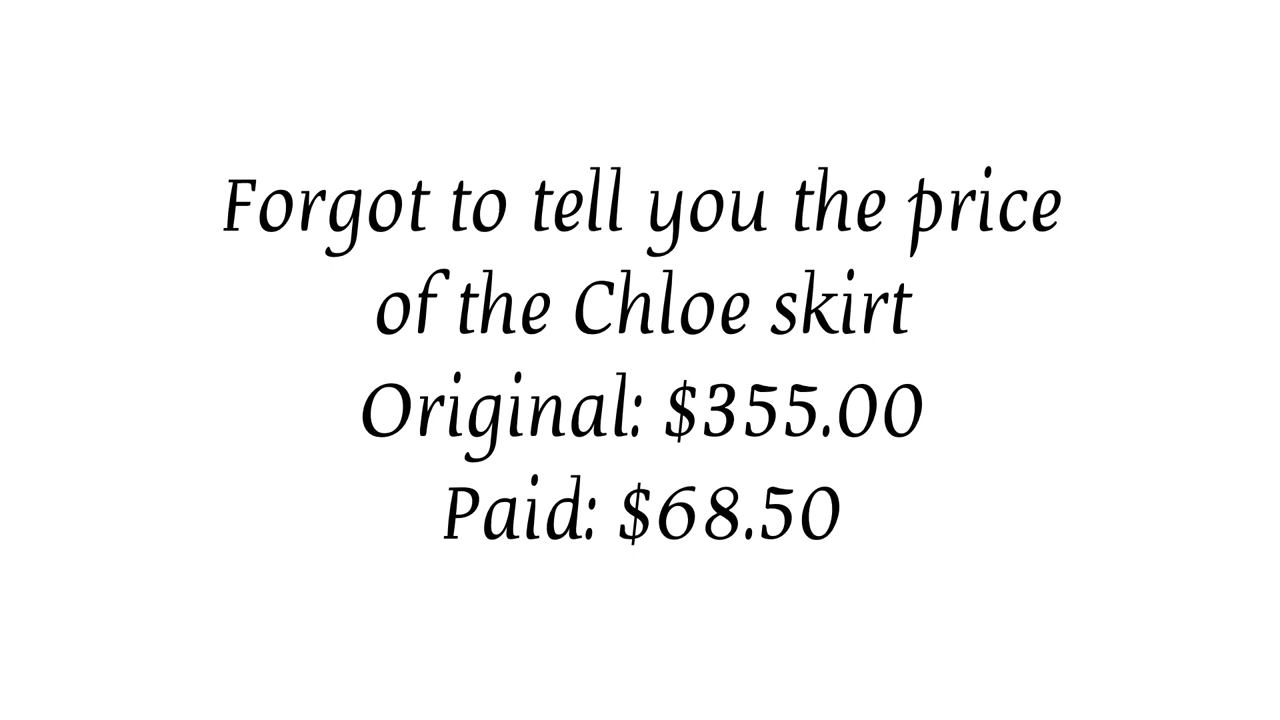 Forgot to tell you the price
of the Chloe skirt
Original: $355.00
Paid: $68.50